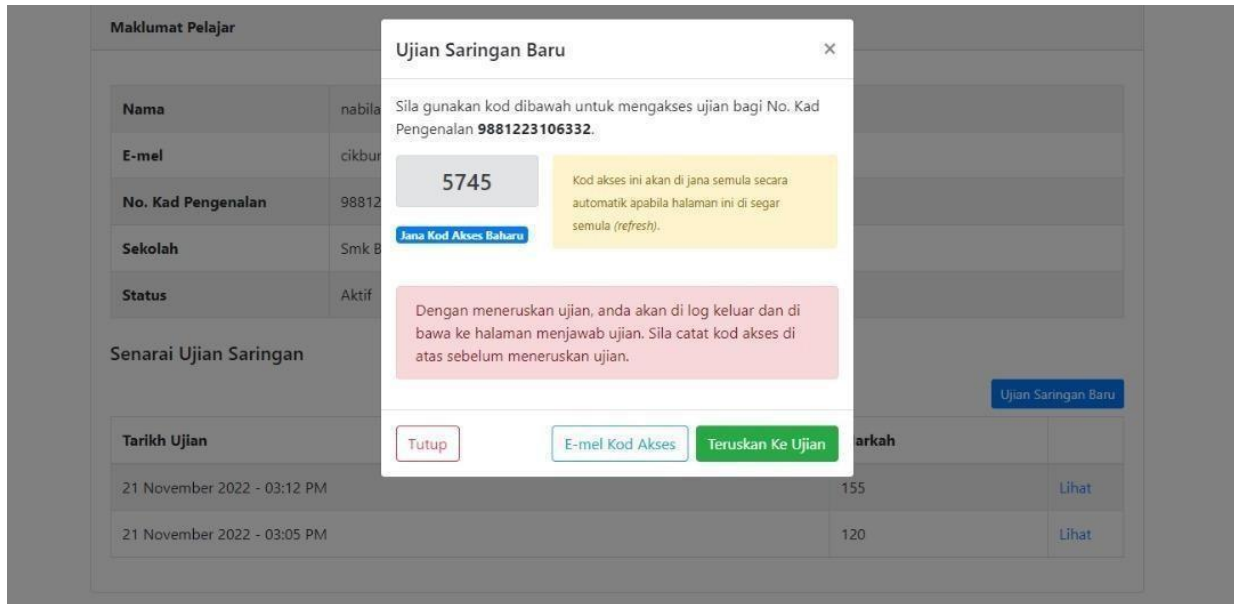 Maklumat Pelajar
Ujian Saringan Baru
×
Sila gunakan kod dibawah untuk mengakses ujian bagi No. Kad
Pengenalan 9881223106332.
5745
Kod akses ini akan di jana semula secara
automatik apabila halaman ini di segar
semula (refresh).
Jana Kod Akses Baharu
Dengan meneruskan ujian, anda akan di log keluar dan di
bawa ke halaman menjawab ujian. Sila catat kod akses di
atas sebelum meneruskan ujian.
Tutup
E-mel Kod Akses
Teruskan Ke Ujian
Nama nabila
E-mel cikbur
No. Kad Pengenalan 98812
Sekolah Smk B
Status Aktif
Senarai Ujian Saringan
Ujian Saringan Baru
Tarikh Ujian arkah
21 November 2022 - 03:12 PM 155 Lihat
21 November 2022 - 03:05 PM 120 Lihat